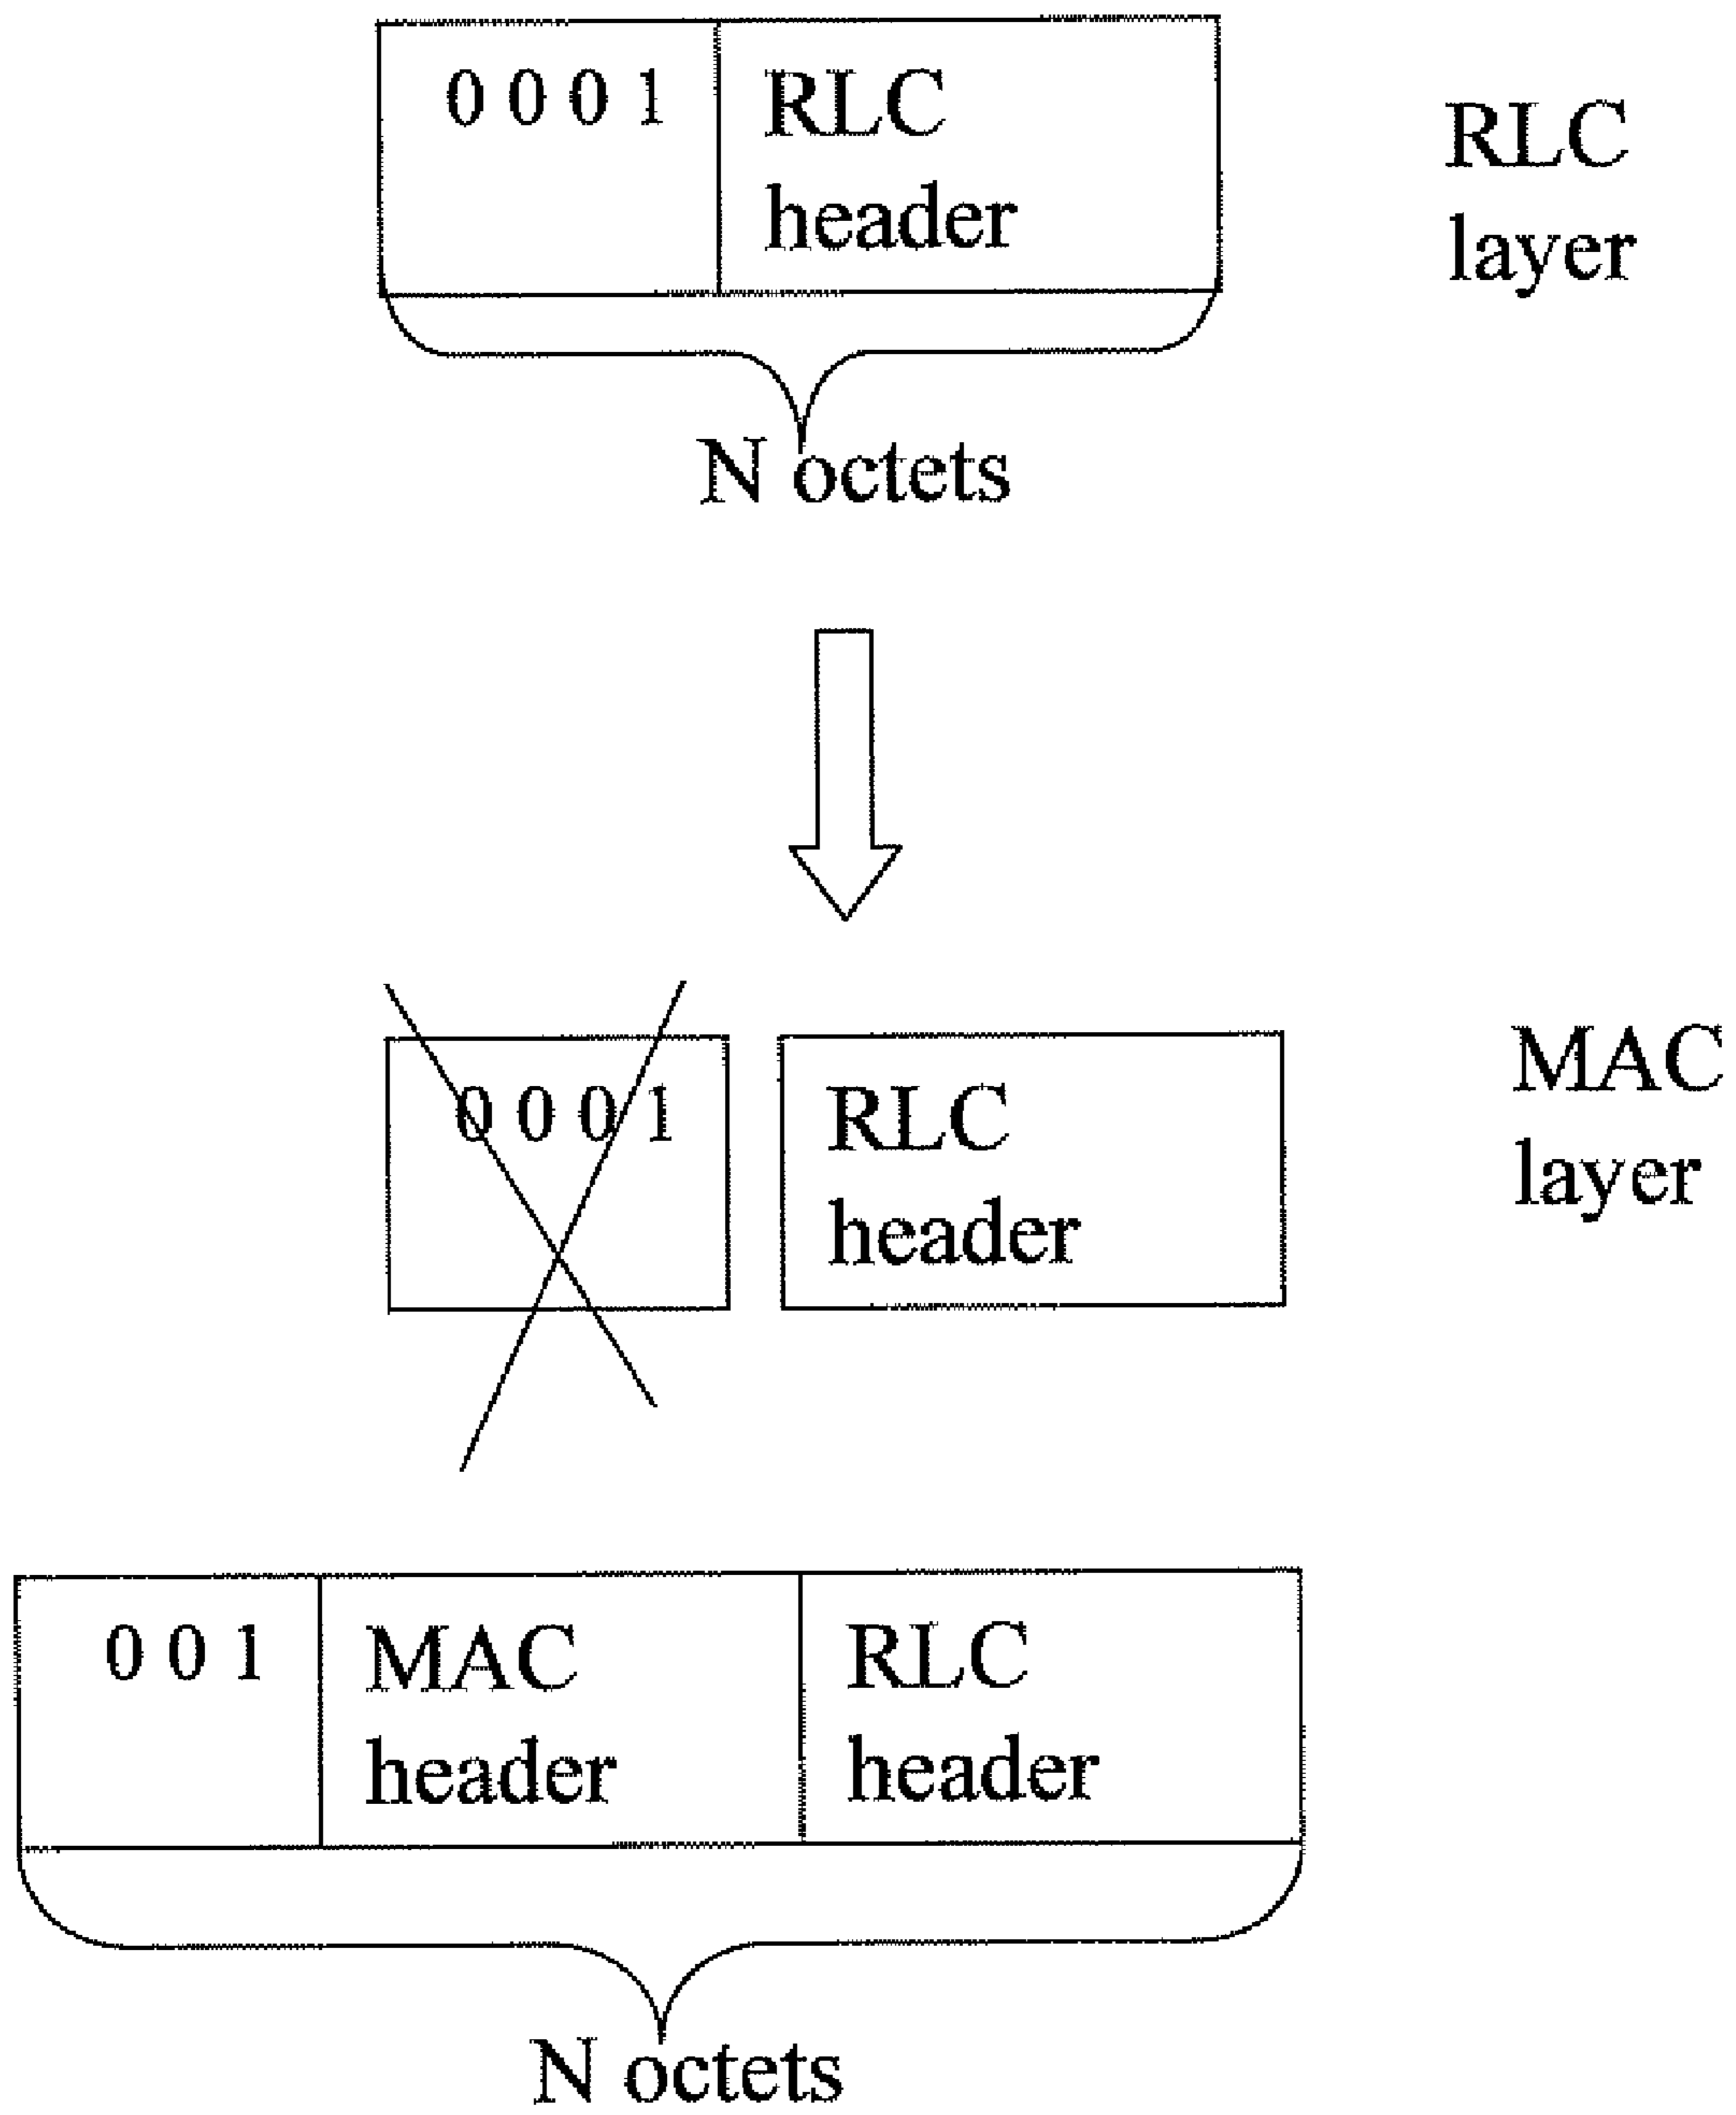 0 0 0 1 RLC
header
RLC
layer
N octets
0 0 0 1 RLC
header
MAC
layer
0 0 1 MAC
header
RLC
header
N octets